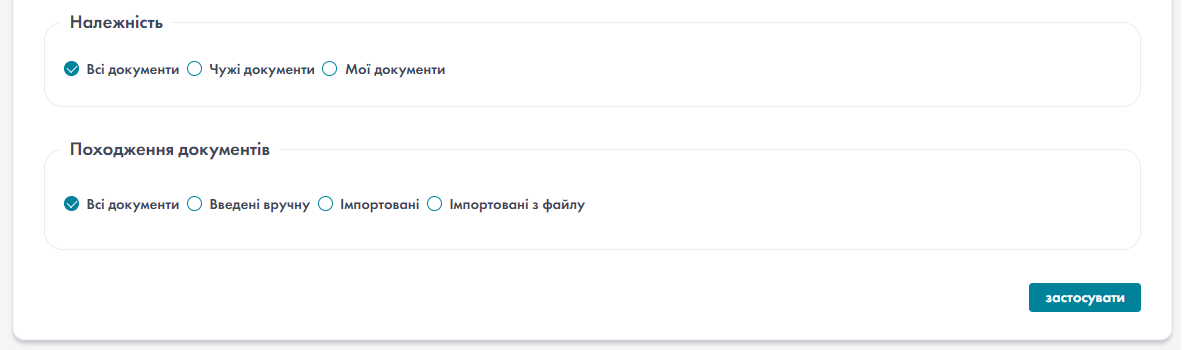 Належність
Всі документи Чужі документи Мої документи
Походження документів
Всі документи Введені вручну Імпортовані Імпортовані з файлу
застосувати